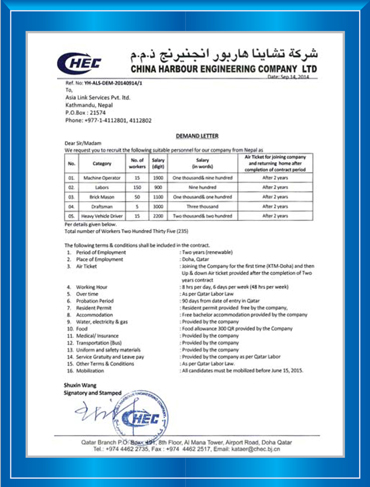 CHEC
شركة تشاينا هاربور انجنيرنج ذ.م.م
CHINA HARBOUR ENGINEERING COMPANY LTD
Ref. No: YH-ALS-DEM-20140914/1
Date: Sep.14, 2014
To,
Asia Link Services Pvt. ltd.
Kathmandu, Nepal
P.O.Box : 21574
Phone: +977-1-4112801, 4112802
DEMAND LETTER
Dear Sir/Madam
We request you to recruit the following suitable personnel for our company from Nepal as
No. Category No. of workers Salary (digit) Salary (in words) Air Ticket for joining company and returning home after completion of contract period
01. Machine Operator 15 1900 One thousand& nine hundred After 2 years
02. Labors 150 900 Nine hundred After 2 years
03. Brick Mason 50 1100 One thousand& one hundred After 2 years
04. Draftsman 5 3000 Three thousand After 2 years
05. Heavy Vehicle Driver 15 2200 Two thousand& two hundred After 2 years
Per details given below.
Total number of Workers Two Hundred Thirty Five (235)
The following terms & conditions shall be included in the contract.
1. Period of Employment : Two years (renewable)
2. Place of Employment : Doha, Qatar
3. Air Ticket : Joining the Company for the first time (KTM-Doha) and then
Up & down Air ticket provided after the completion of Two
years contract
4. Working Hour : 8 hrs per day, 6 days per week (48 hrs per week)
5. Over time : As per Qatar Labor Law
6. Probation Period : 90 days from date of entry in Qatar
7. Resident Permit : Resident permit provided free by the company,
8. Accommodation : Free bachelor accommodation provided by the company
9. Water, electricity & gas : Provided by the company
10. Food : Food allowance 300 QR provided by the Company
11. Medical/ Insurance : Provided by the company
12. Transportation (Bus) : Provided by the company
13. Uniform and safety materials : Provided by the company
14. Service Gratuity and Leave pay : Provided by the company as per Qatar Labor
15. Other Terms & Conditions : As per Qatar Labor Law.
16. Mobilization : All candidates must be mobilized before June 15, 2015.
Shuxin Wang
Signatory and Stamped
CHEC
Qatar Branch P.O. Box: 491, 8th Floor, Al Mana Tower, Airport Road, Doha Qatar
Tel: +974 4462 2735, Fax : +974 4462 2517, Email: kataer@chec.bj.cn